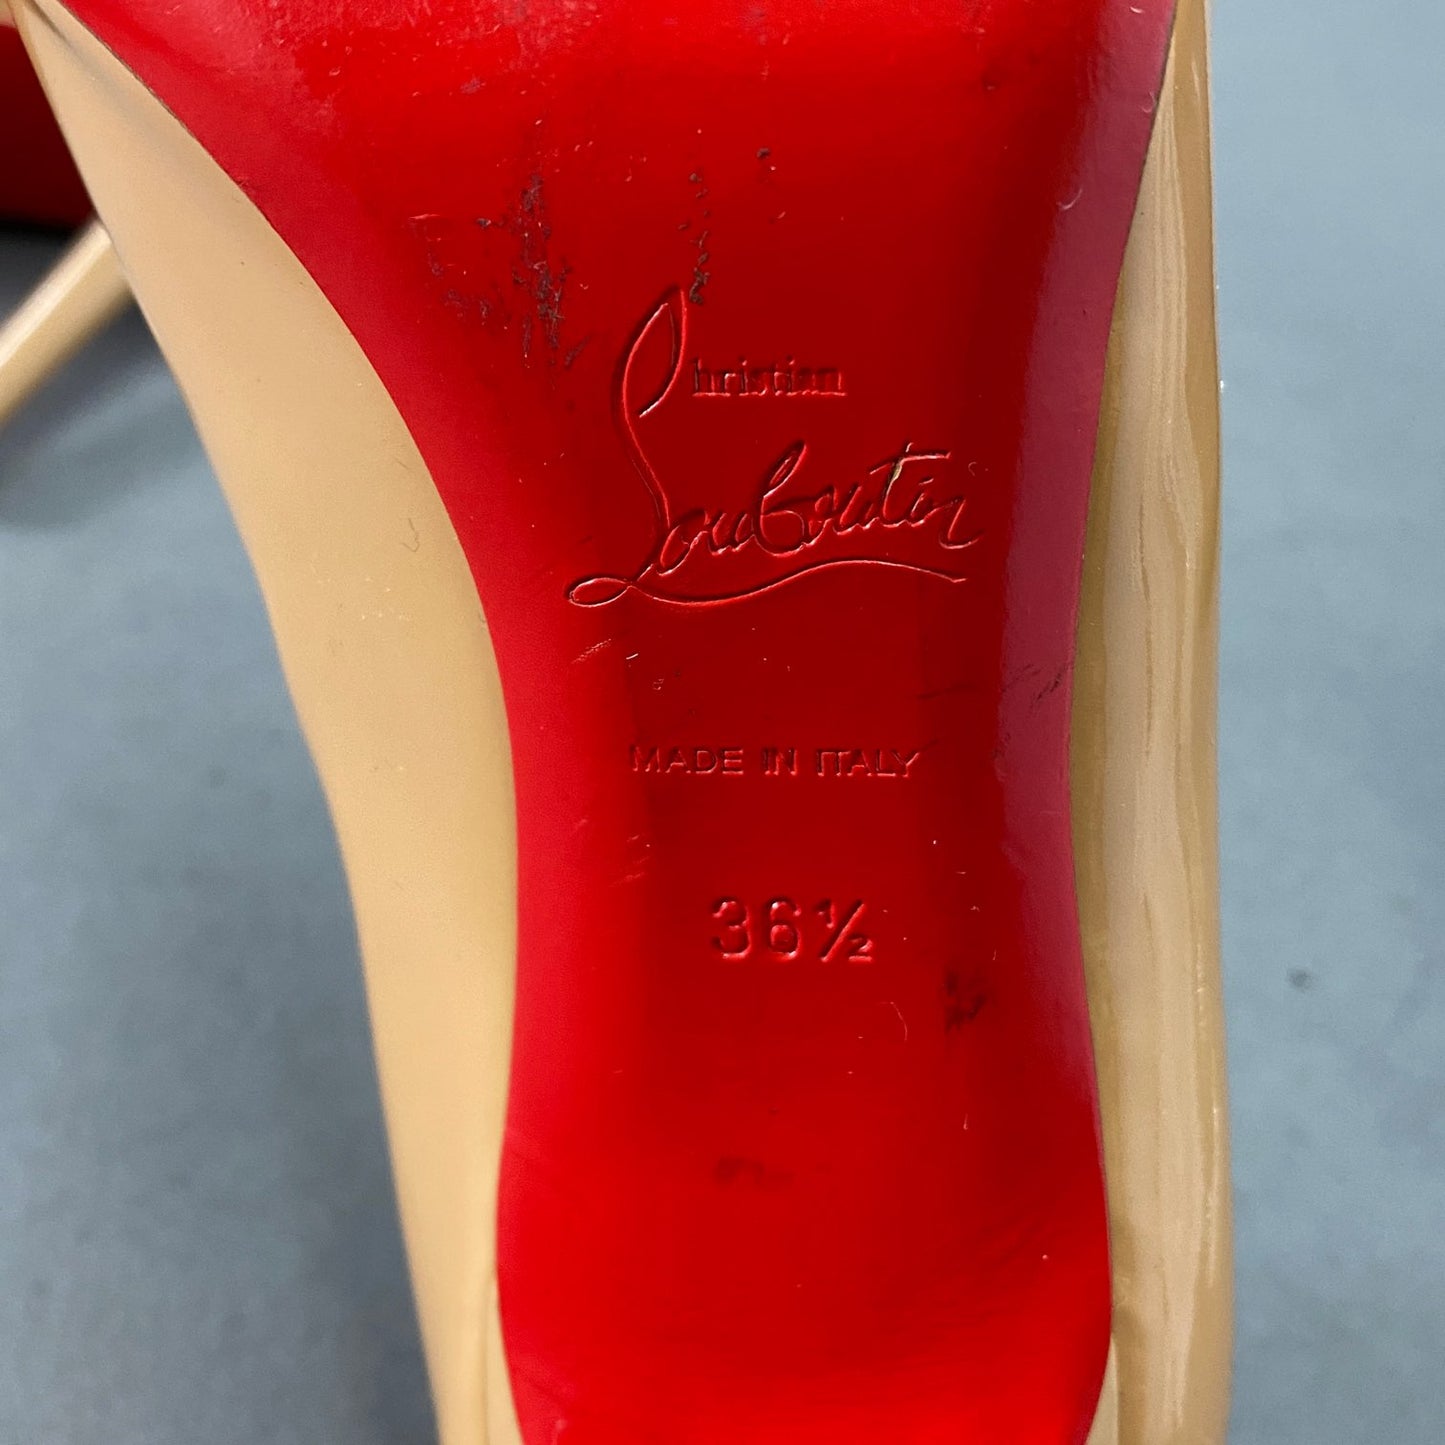 Christian
Louboutin
MADE IN ITALY
36½